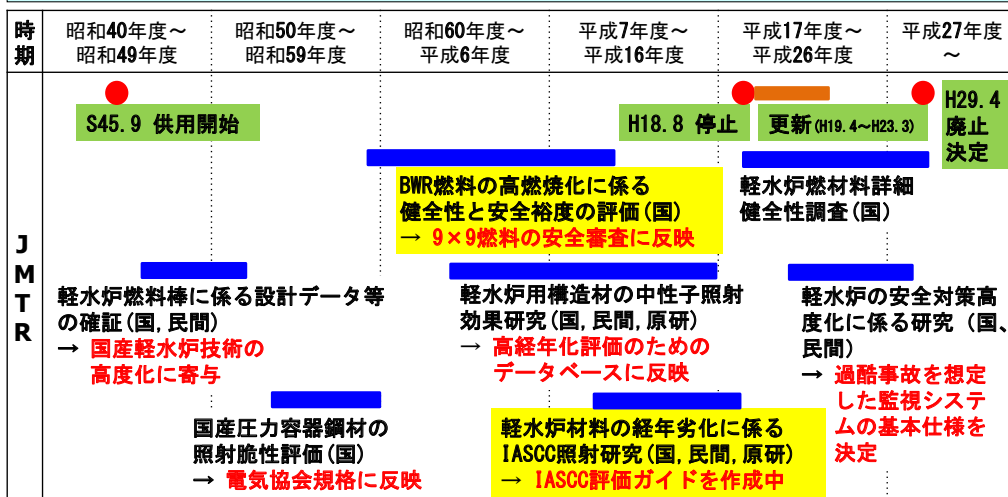 時期
昭和40年度～
昭和49年度
昭和50年度～
昭和59年度
昭和60年度～
平成6年度
平成7年度～
平成16年度
平成17年度～
平成26年度
平成27年度
～
JMTR
S45.9 供用開始
H18.8 停止
更新(H19.4～H23.3)
H29.4
廃止
決定
BWR燃料の高燃焼化に係る
健全性と安全裕度の評価(国)
→ 9×9燃料の安全審査に反映
軽水炉燃材料詳細
健全性調査(国)
軽水炉燃料棒に係る設計データ等
の確証(国,民間)
→ 国産軽水炉技術の
高度化に寄与
軽水炉用構造材の中性子照射
効果研究(国,民間,原研)
→ 高経年化評価のための
データベースに反映
軽水炉の安全対策高
度化に係る研究（国、
民間)
→ 過酷事故を想定
した監視システ
ムの基本仕様を
決定
国産圧力容器鋼材の
照射脆性評価(国)
→ 電気協会規格に反映
軽水炉材料の経年劣化に係る
IASCC照射研究(国,民間,原研)
→ IASCC評価ガイドを作成中